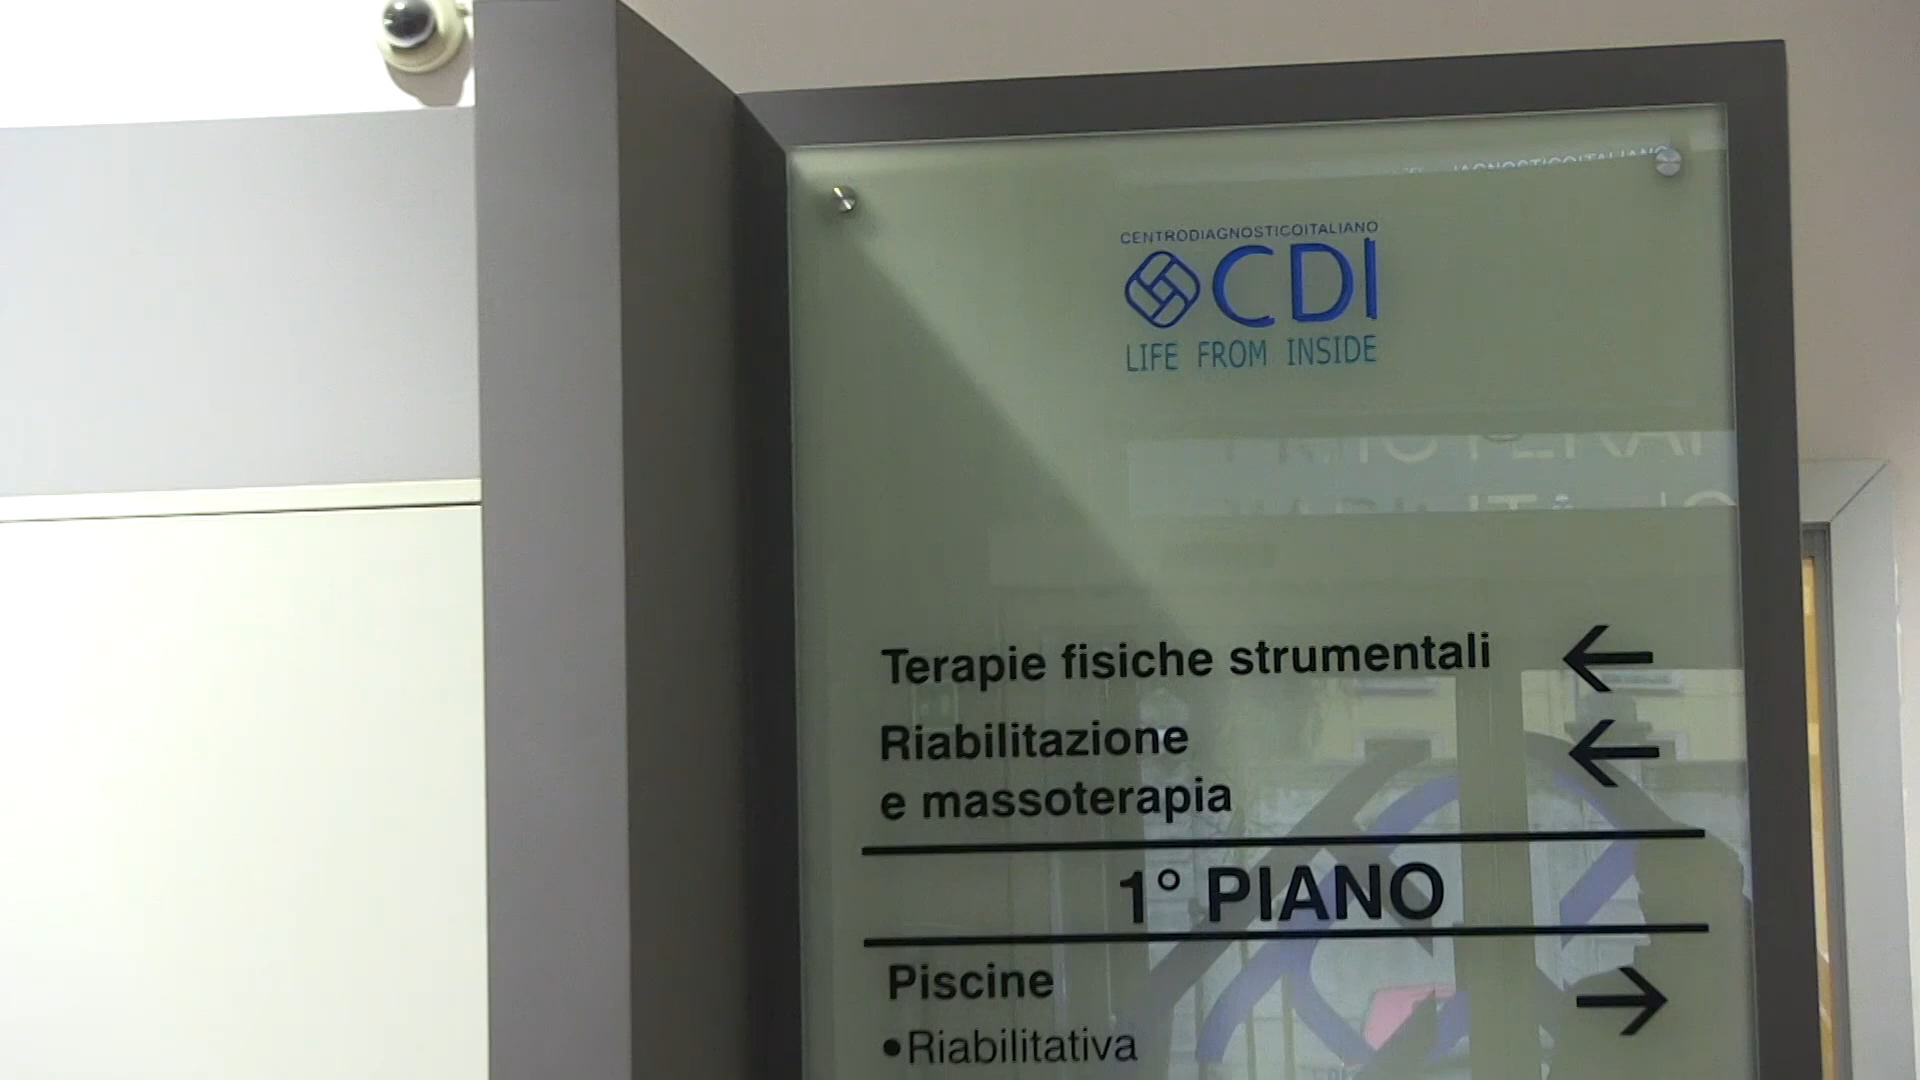 CENTRODIAGNOSTICOITALIANO
CDI
LIFE FROM INSIDE
Terapie fisiche strumentali ←
Riabilitazione ←
e massoterapia
1° PIANO
Piscine →
•Riabilitativa